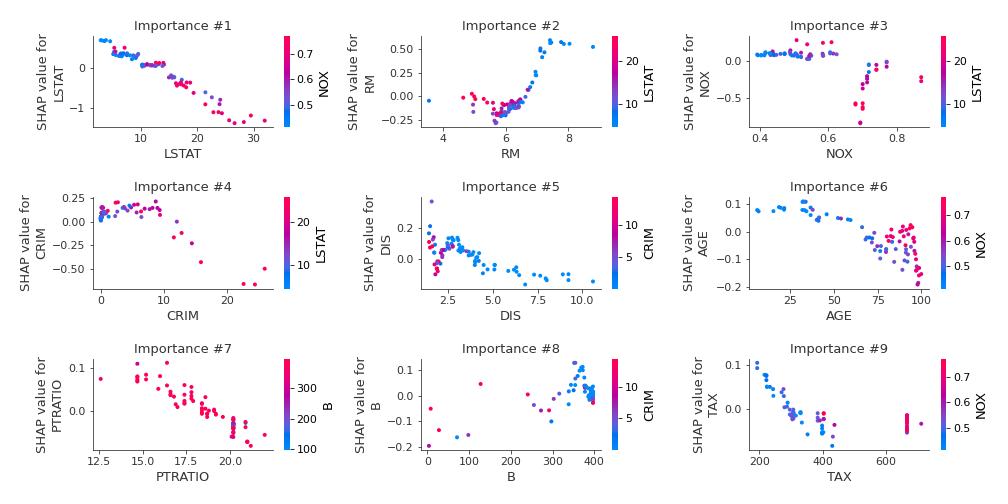 Importance #1
SHAP value for
LSTAT
0
−1
10
20
30
LSTAT
0.7
0.6
0.5
NOX
Importance #2
SHAP value for
RM
0.50
0.25
0.00
−0.25
4
6
8
RM
20
10
LSTAT
Importance #3
SHAP value for
NOX
0.0
−0.5
0.4
0.6
0.8
NOX
20
10
LSTAT
Importance #4
SHAP value for
CRIM
0.25
0.00
−0.25
−0.50
0
10
20
CRIM
20
10
LSTAT
Importance #5
SHAP value for
DIS
0.2
0.0
2.5
5.0
7.5
10.0
DIS
10
5
CRIM
Importance #6
SHAP value for
AGE
0.1
0.0
−0.1
−0.2
25
50
75
100
AGE
0.7
0.6
0.5
NOX
Importance #7
SHAP value for
PTRATIO
0.1
0.0
12.5
15.0
17.5
20.0
PTRATIO
300
200
100
B
Importance #8
SHAP value for
B
0.1
0.0
−0.1
−0.2
0
100
200
300
400
B
10
5
CRIM
Importance #9
SHAP value for
TAX
0.1
0.0
200
400
600
TAX
0.7
0.6
0.5
NOX